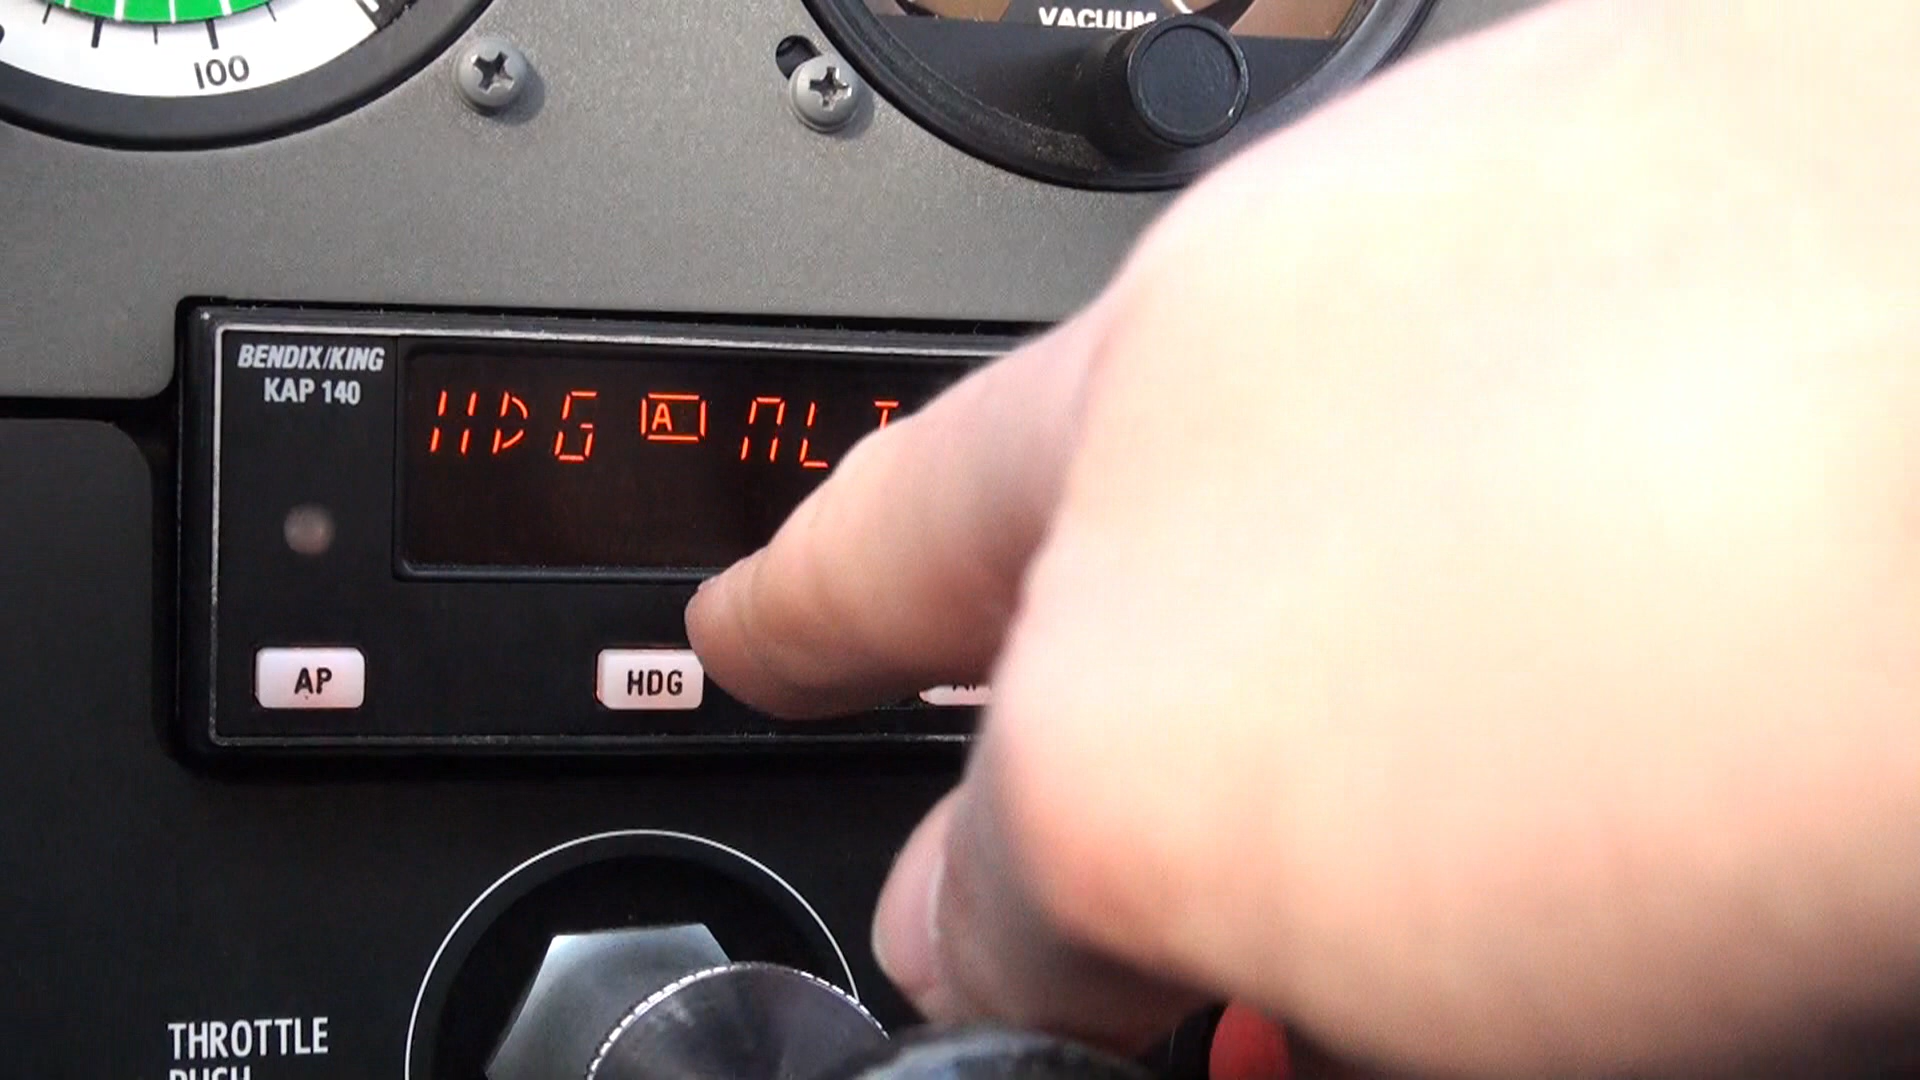 100
VACUUM
BENDIX/KING
KAP 140
HDG A AL
AP HDG
THROTTLE
PUSH